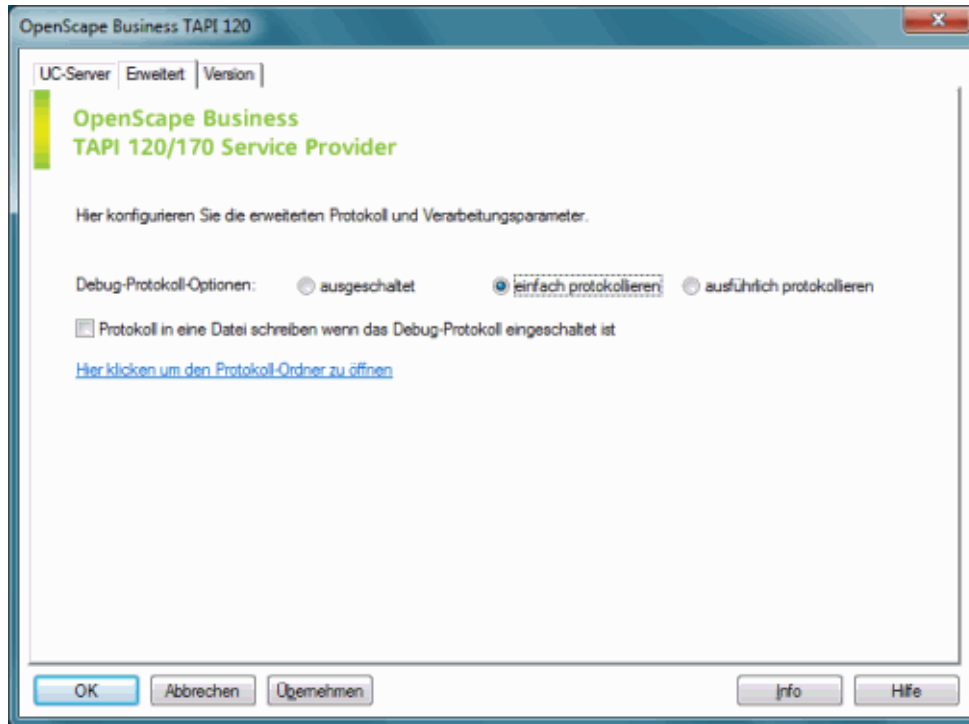 OpenScape Business TAPI 120
UC-Server Erweitert Version
OpenScape Business
TAPI 120/170 Service Provider
Hier konfigurieren Sie die erweiterten Protokoll und Verarbeitungsparameter.
Debug-Protokoll-Optionen: ausgeschaltet einfach protokollieren ausführlich protokollieren
Protokoll in eine Datei schreiben wenn das Debug-Protokoll eingeschaltet ist
Hier klicken um den Protokoll-Ordner zu öffnen
OK Abbrechen Übernehmen Info Hilfe